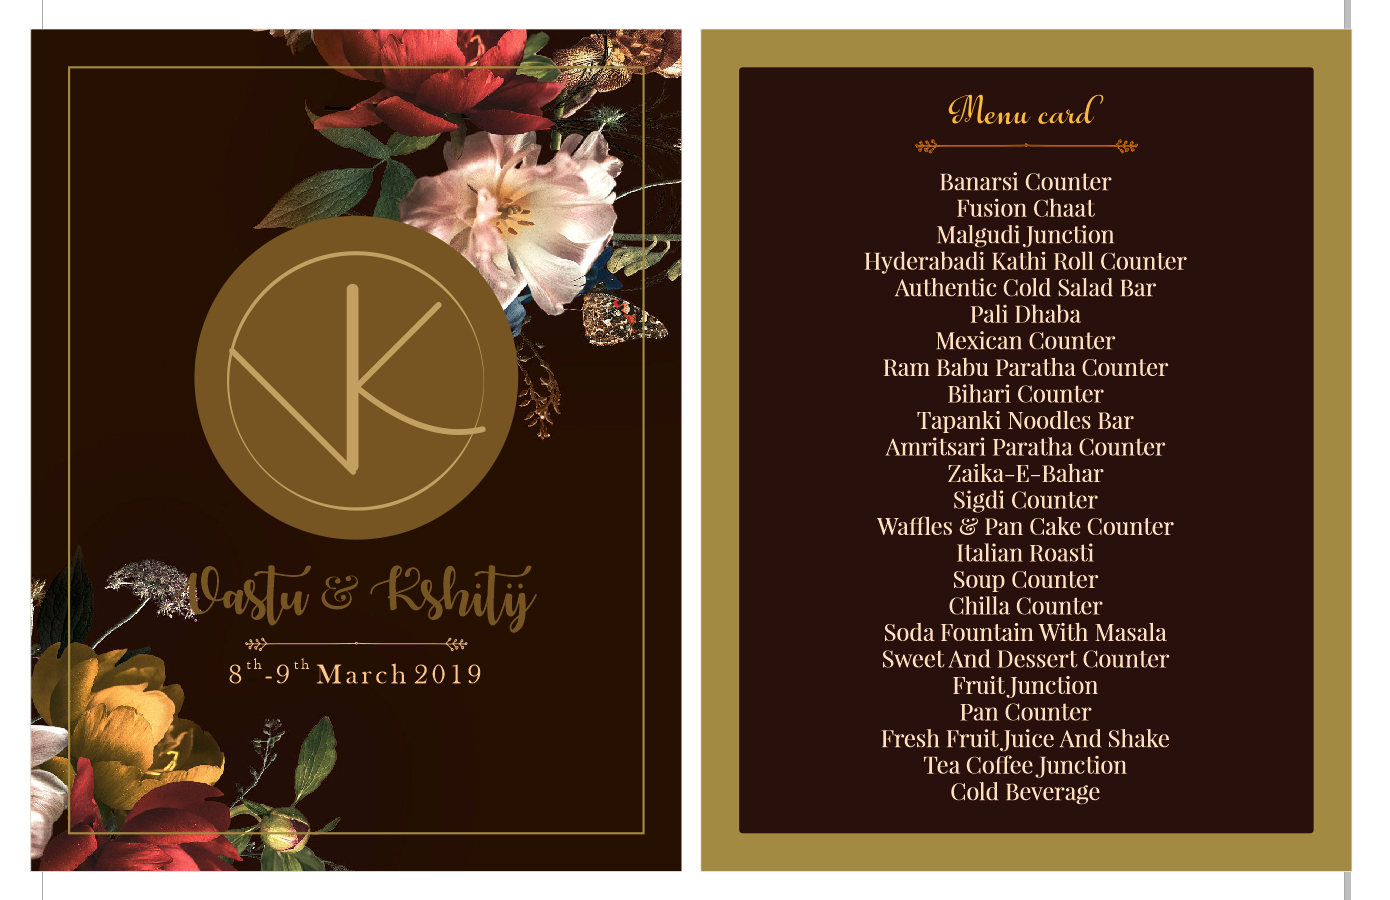 VK
Vastu & Kshitij
8th-9th March 2019
Menu card
Banarsi Counter
Fusion Chaat
Malgudi Junction
Hyderabadi Kathi Roll Counter
Authentic Cold Salad Bar
Pali Dhaba
Mexican Counter
Ram Babu Paratha Counter
Bihari Counter
Tapanki Noodles Bar
Amritsari Paratha Counter
Zaika-E-Bahar
Sigdi Counter
Waffles & Pan Cake Counter
Italian Roasti
Soup Counter
Chilla Counter
Soda Fountain With Masala
Sweet And Dessert Counter
Fruit Junction
Pan Counter
Fresh Fruit Juice And Shake
Tea Coffee Junction
Cold Beverage